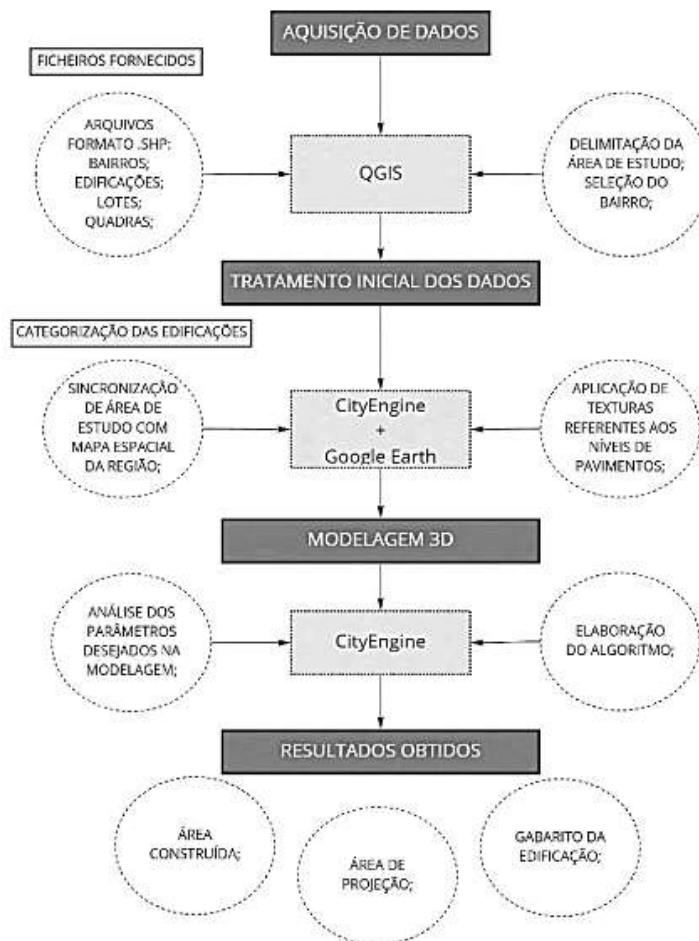 AQUISIÇÃO DE DADOS
FICHEIROS FORNECIDOS
ARQUIVOS
FORMATO .SHP:
BAIRROS;
EDIFICAÇÕES;
LOTES;
QUADRAS;
QGIS
DELIMITAÇÃO DA
ÁREA DE ESTUDO;
SELEÇÃO DO
BAIRRO;
TRATAMENTO INICIAL DOS DADOS
CATEGORIZAÇÃO DAS EDIFICAÇÕES
SINCRONIZAÇÃO
DE ÁREA DE
ESTUDO COM
MAPA ESPACIAL
DA REGIÃO;
CityEngine
+
Google Earth
APLICAÇÃO DE
TEXTURAS
REFERENTES AOS
NÍVEIS DE
PAVIMENTOS;
MODELAGEM 3D
ANÁLISE DOS
PARÂMETROS
DESEJADOS NA
MODELAGEM;
CityEngine
ELABORAÇÃO
DO ALGORITMO;
RESULTADOS OBTIDOS
ÁREA
CONSTRUÍDA;
ÁREA DE
PROJEÇÃO;
GABARITO DA
EDIFICAÇÃO;